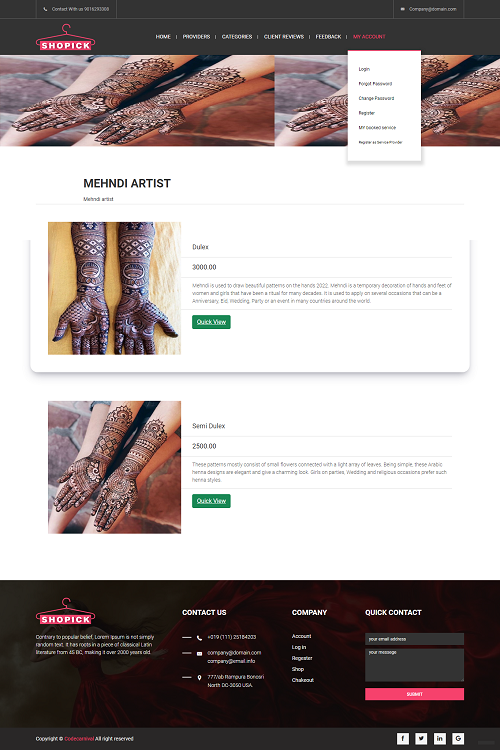 Contact With us 9016293308
Company@domain.com
SHOPICK
HOME | PROVIDERS | CATEGORIES | CLIENT REVIEWS | FEEDBACK | MY ACCOUNT
Login
Forgot Password
Change Password
Register
MY booked service
Register as Service Provider
MEHNDI ARTIST
Mehndi artist
Dulex
3000.00
Mehndi is used to draw beautiful patterns on the hands 2022. Mehndi is a temporary decoration of hands and feet of
women and girls that have been a ritual for many decades. It is used to apply on several occasions that can be a
Anniversary, Eid, Wedding, Party or an event in many countries around the world.
Quick View
Semi Dulex
2500.00
These patterns mostly consist of small flowers connected with a light array of leaves. Being simple, these Arabic
henna designs are elegant and give a charming look. Girls on parties, Wedding and religious occasions prefer such
henna styles.
Quick View
SHOPICK
Contrary to popular belief, Lorem Ipsum is not simply
random text. It has roots in a piece of classical Latin
literature from 45 BC, making it over 2000 years old.
CONTACT US
+019 (111) 25184203
company@domain.com
company@email.info
777/ab Rampura Bonosri
North DC-3050 USA
COMPANY
Account
Log in
Regester
Shop
Chakeout
QUICK CONTACT
your email address
your message
SUBMIT
Copyright © Codecarnival All right reserved